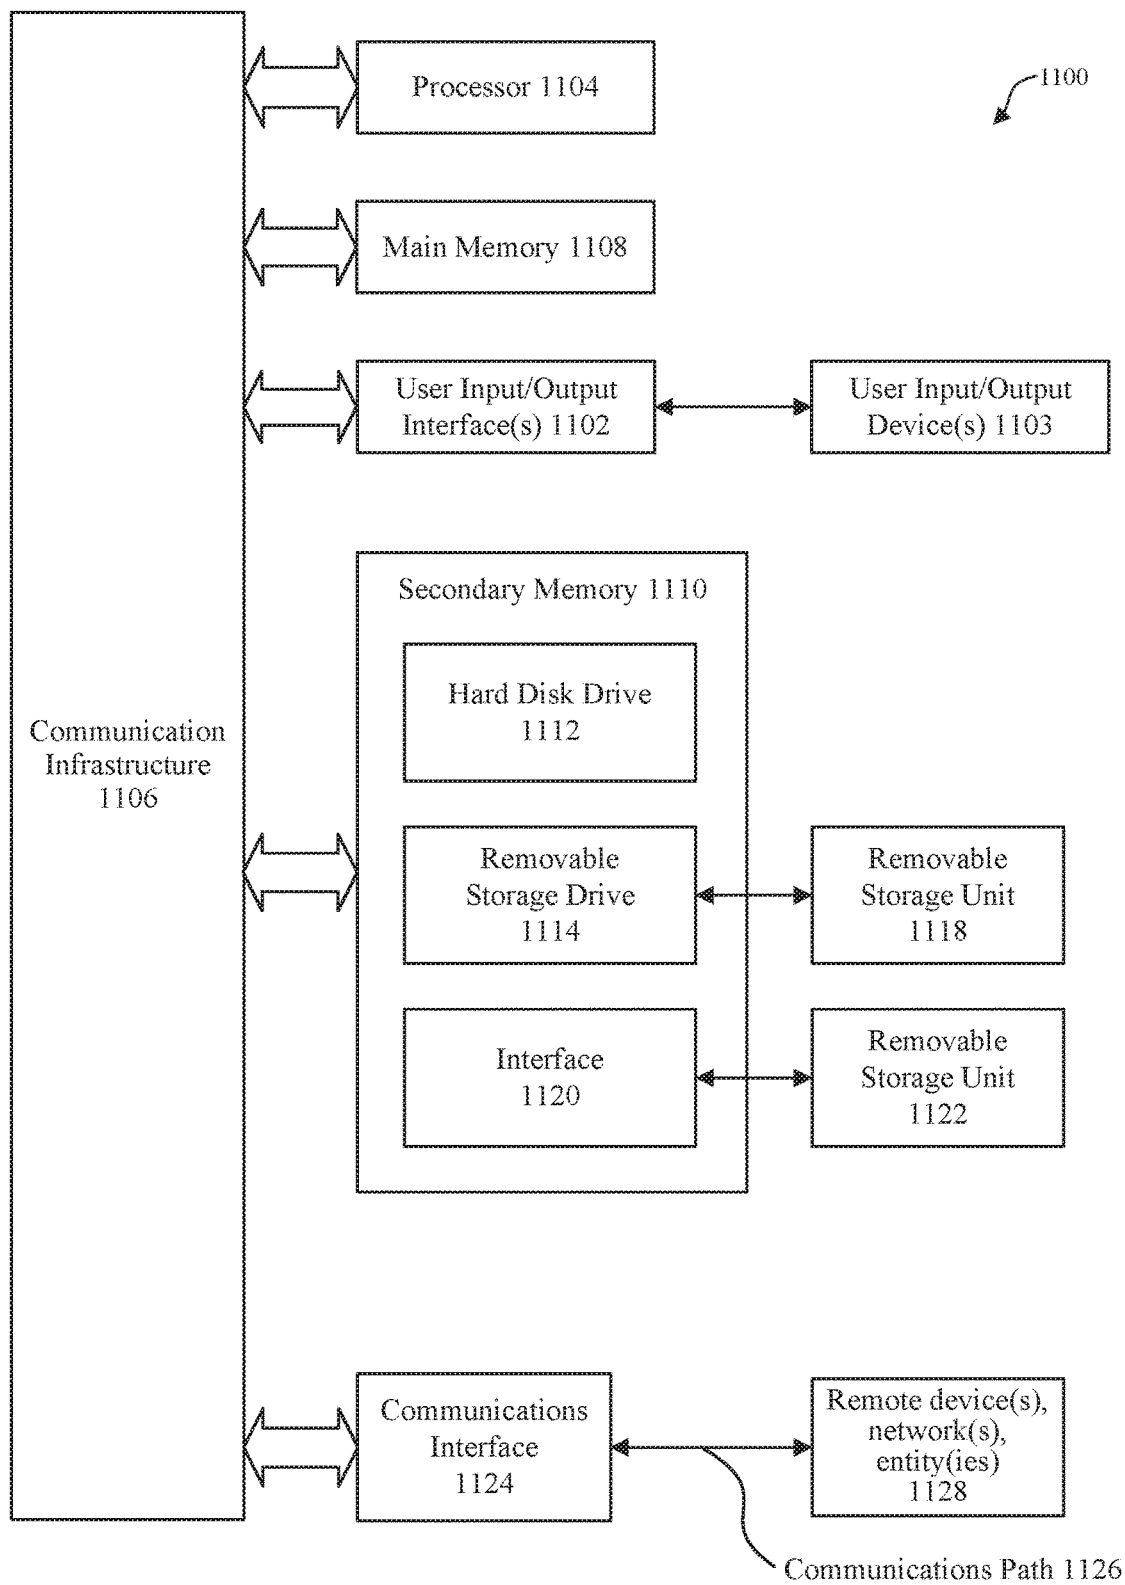 Processor 1104
1100
Main Memory 1108
User Input/Output
Interface(s) 1102
User Input/Output
Device(s) 1103
Secondary Memory 1110
Hard Disk Drive
1112
Communication
Infrastructure
1106
Removable
Storage Drive
1114
Removable
Storage Unit
1118
Interface
1120
Removable
Storage Unit
1122
Communications
Interface
1124
Remote device(s),
network(s),
entity(ies)
1128
Communications Path 1126